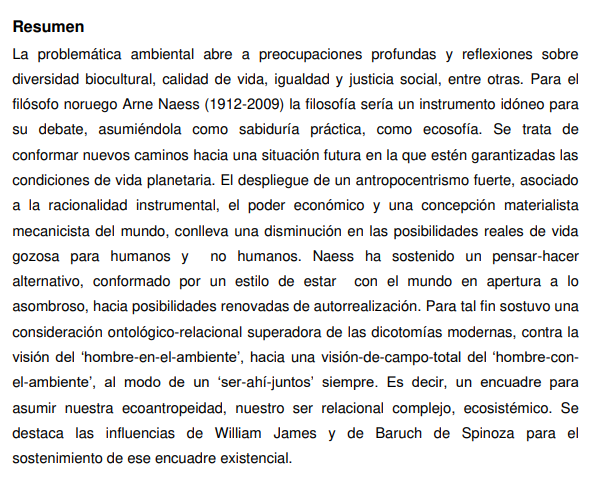 Resumen
La problemática ambiental abre a preocupaciones profundas y reflexiones sobre
diversidad biocultural, calidad de vida, igualdad y justicia social, entre otras. Para el
filósofo noruego Arne Naess (1912-2009) la filosofía sería un instrumento idóneo para
su debate, asumiéndola como sabiduría práctica, como ecosofía. Se trata de
conformar nuevos caminos hacia una situación futura en la que estén garantizadas las
condiciones de vida planetaria. El despliegue de un antropocentrismo fuerte, asociado
a la racionalidad instrumental, el poder económico y una concepción materialista
mecanicista del mundo, conlleva una disminución en las posibilidades reales de vida
gozosa para humanos y no humanos. Naess ha sostenido un pensar-hacer
alternativo, conformado por un estilo de estar con el mundo en apertura a lo
asombroso, hacia posibilidades renovadas de autorrealización. Para tal fin sostuvo una
consideración ontológico-relacional superadora de las dicotomías modernas, contra la
visión del ‘hombre-en-el-ambiente’, hacia una visión-de-campo-total del ‘hombre-con-
el-ambiente’, al modo de un ‘ser-ahí-juntos’ siempre. Es decir, un encuadre para
asumir nuestra ecoantropeidad, nuestro ser relacional complejo, ecosistémico. Se
destaca las influencias de William James y de Baruch de Spinoza para el
sostenimiento de ese encuadre existencial.